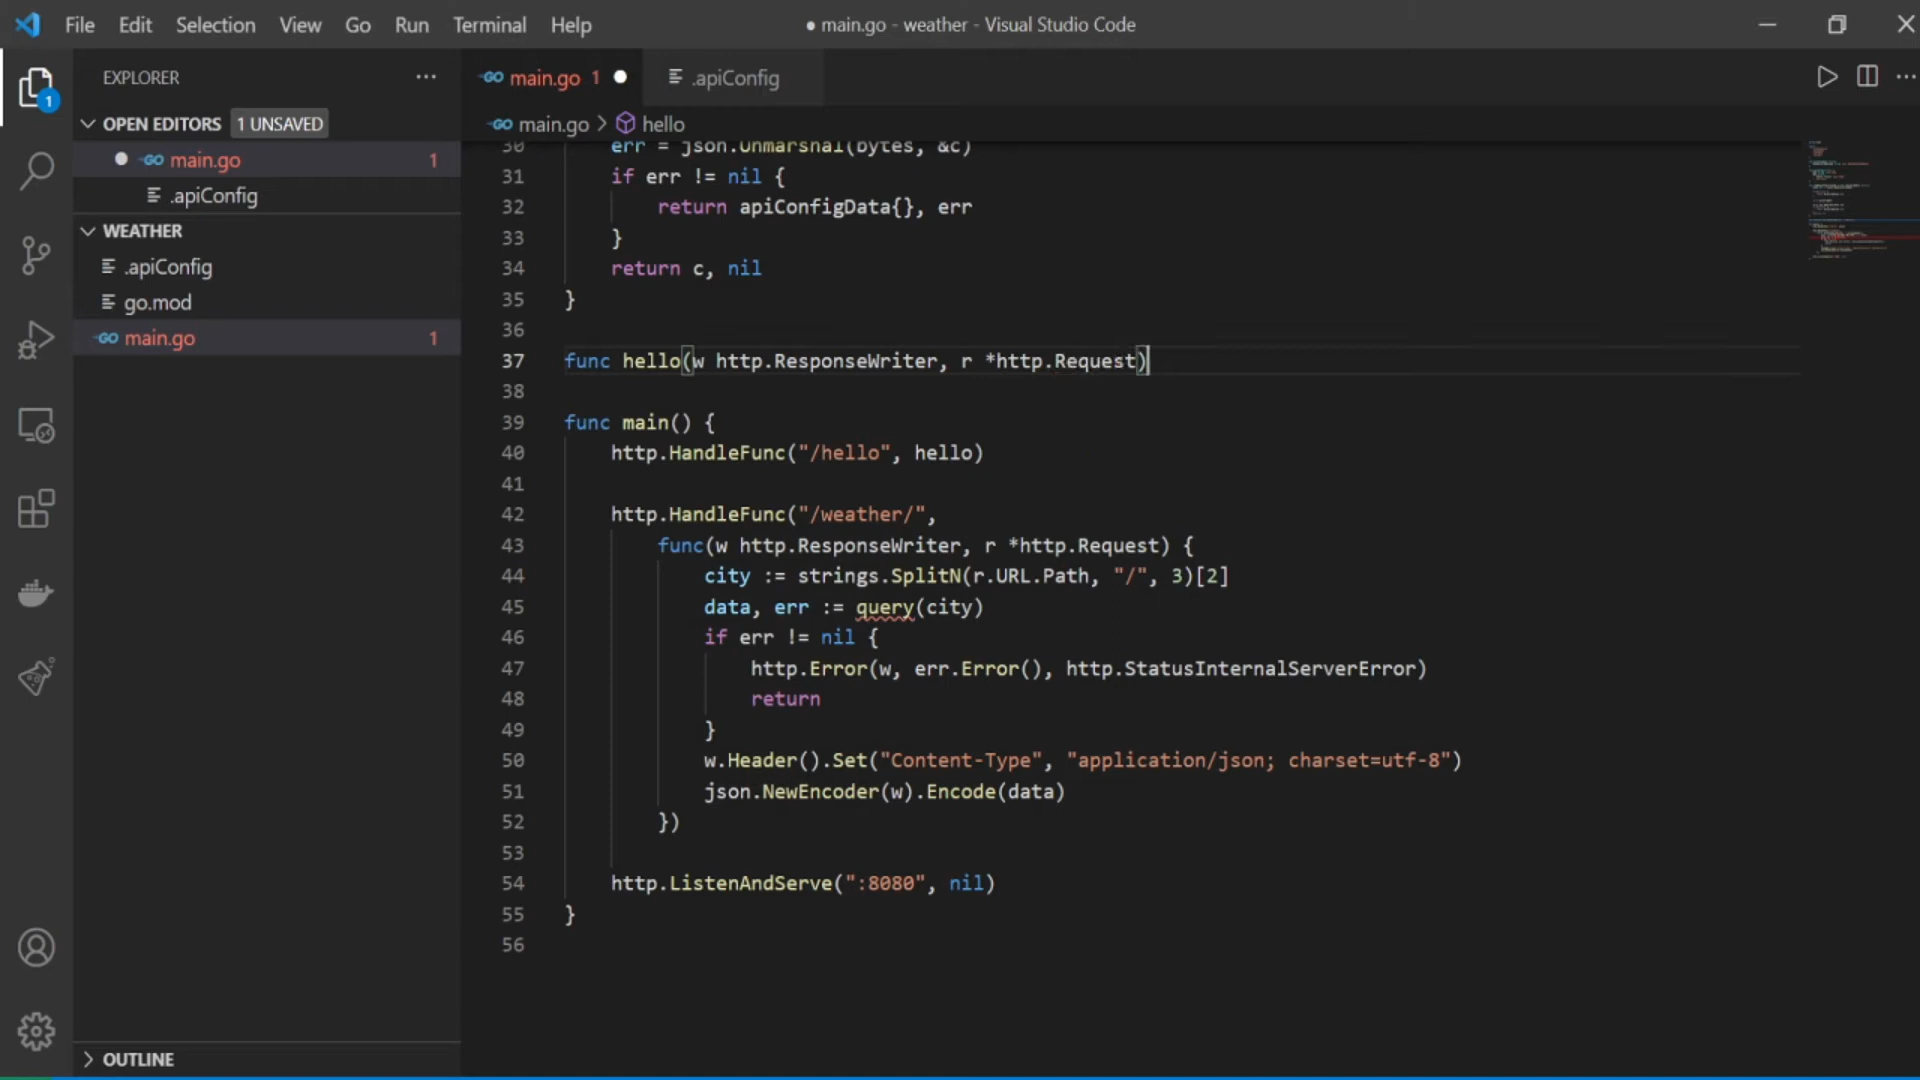 File Edit Selection View Go Run Terminal Help
● main.go - weather - Visual Studio Code
EXPLORER
OPEN EDITORS 1 UNSAVED
main.go 1
.apiConfig
WEATHER
.apiConfig
go.mod
main.go 1
OUTLINE
1
main.go 1
.apiConfig
main.go > hello
30 err = json.Unmarshal(bytes, &c)
31 if err != nil {
32 return apiConfigData{}, err
33 }
34 return c, nil
35 }
36
37 func hello(w http.ResponseWriter, r *http.Request)
38
39 func main() {
40 http.HandleFunc("/hello", hello)
41
42 http.HandleFunc("/weather/",
43 func(w http.ResponseWriter, r *http.Request) {
44 city := strings.SplitN(r.URL.Path, "/", 3)[2]
45 data, err := query(city)
46 if err != nil {
47 http.Error(w, err.Error(), http.StatusInternalServerError)
48 return
49 }
50 w.Header().Set("Content-Type", "application/json; charset=utf-8")
51 json.NewEncoder(w).Encode(data)
52 })
53
54 http.ListenAndServe(":8080", nil)
55 }
56